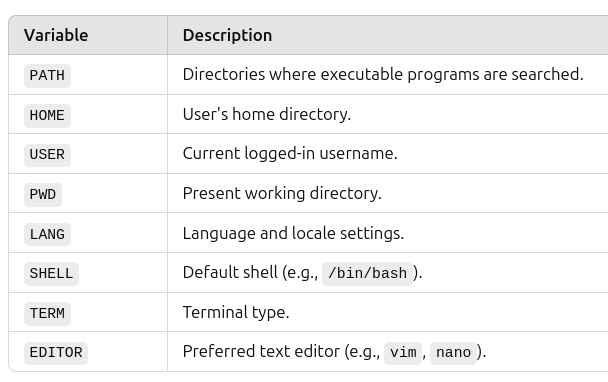 Variable Description
PATH Directories where executable programs are searched.
HOME User's home directory.
USER Current logged-in username.
PWD Present working directory.
LANG Language and locale settings.
SHELL Default shell (e.g., /bin/bash).
TERM Terminal type.
EDITOR Preferred text editor (e.g., vim, nano).